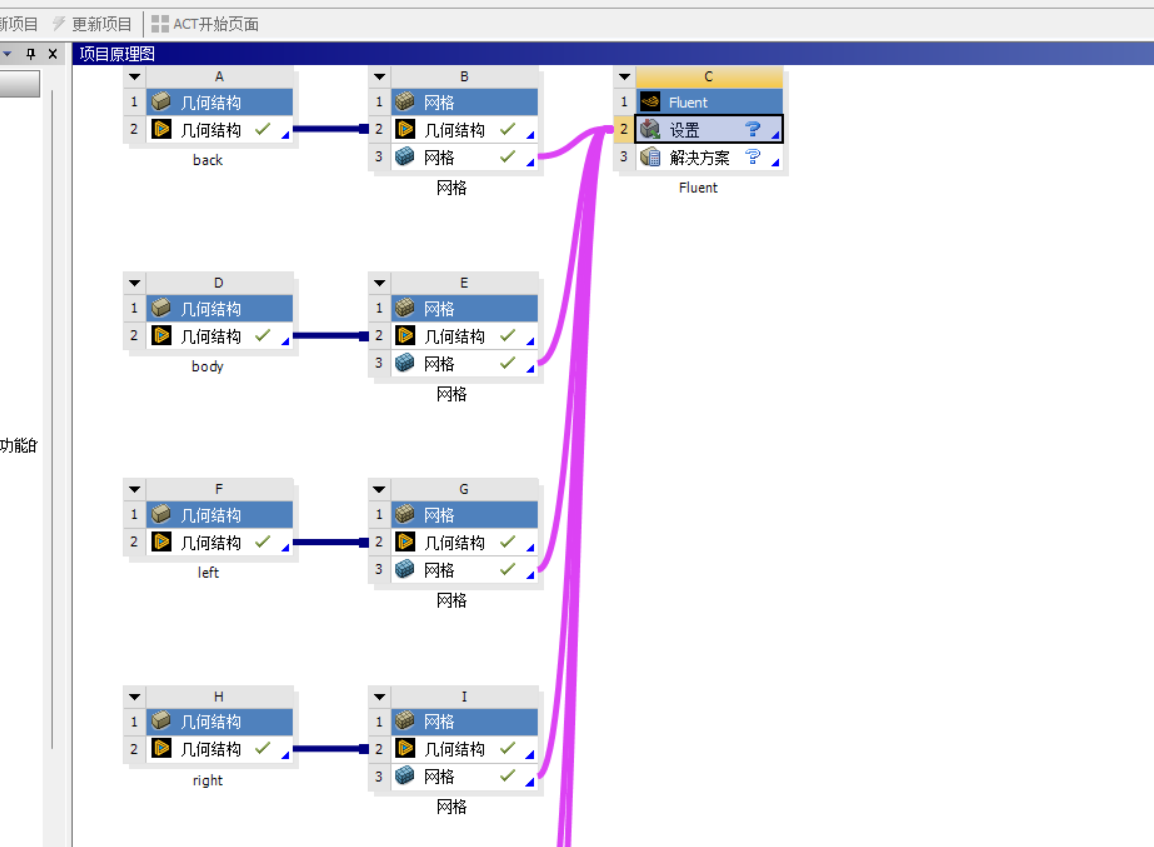 新项目 更新项目 ACT开始页面
项目原理图
A
1 几何结构
2 几何结构
back
B
1 网格
2 几何结构
3 网格
网格
C
1 Fluent
2 设置 ?
3 解决方案 ?
Fluent
D
1 几何结构
2 几何结构
body
E
1 网格
2 几何结构
3 网格
网格
功能的
F
1 几何结构
2 几何结构
left
G
1 网格
2 几何结构
3 网格
网格
H
1 几何结构
2 几何结构
right
I
1 网格
2 几何结构
3 网格
网格